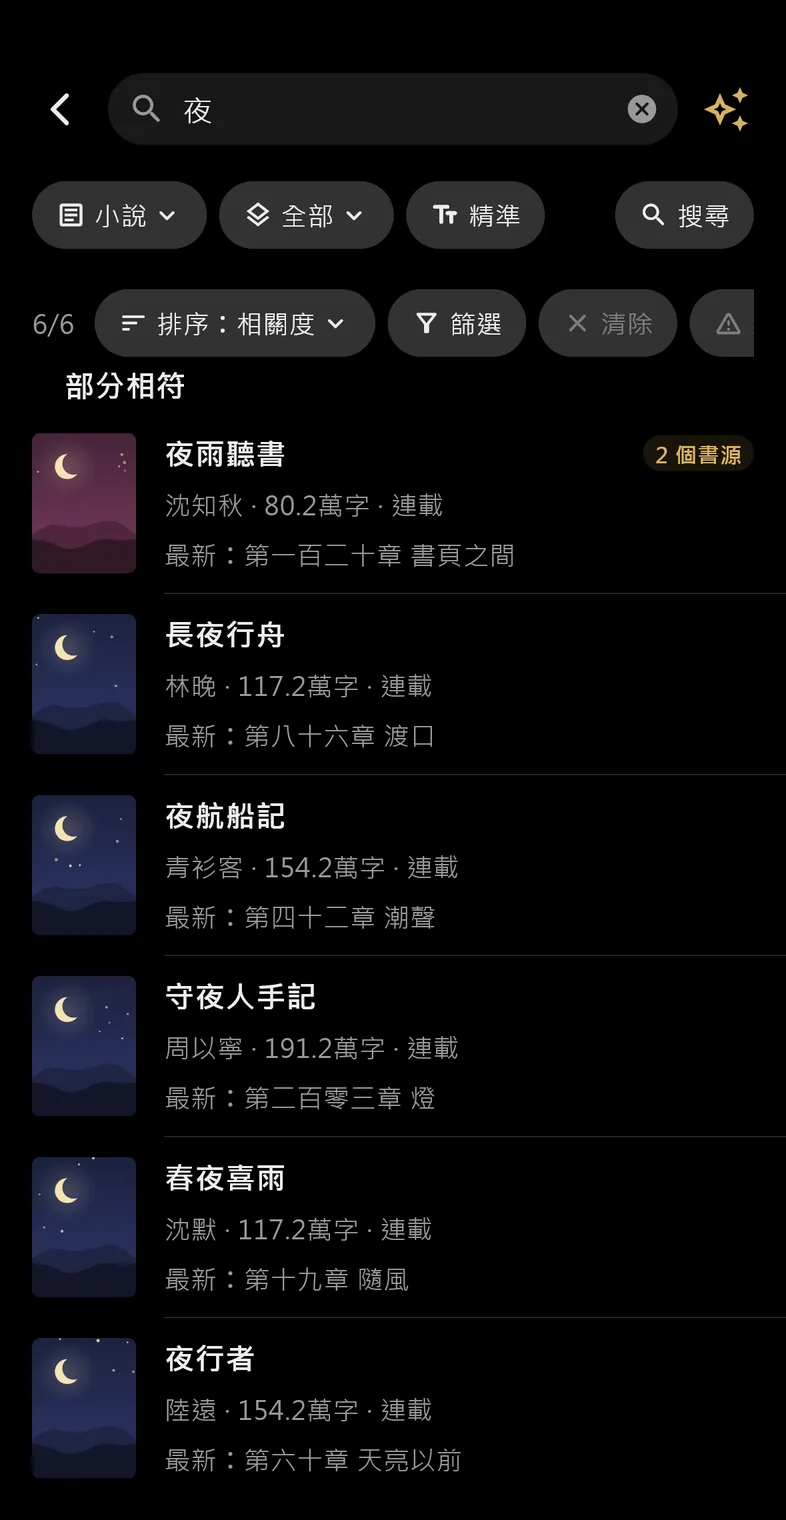 夜
小說 全部 精準 搜尋
6/6 排序：相關度 篩選 清除
部分相符
夜雨聽書 2 個書源
沈知秋 · 80.2萬字 · 連載
最新：第一百二十章 書頁之間
長夜行舟
林晚 · 117.2萬字 · 連載
最新：第八十六章 渡口
夜航船記
青衫客 · 154.2萬字 · 連載
最新：第四十二章 潮聲
守夜人手記
周以寧 · 191.2萬字 · 連載
最新：第二百零三章 燈
春夜喜雨
沈默 · 117.2萬字 · 連載
最新：第十九章 隨風
夜行者
陸遠 · 154.2萬字 · 連載
最新：第六十章 天亮以前